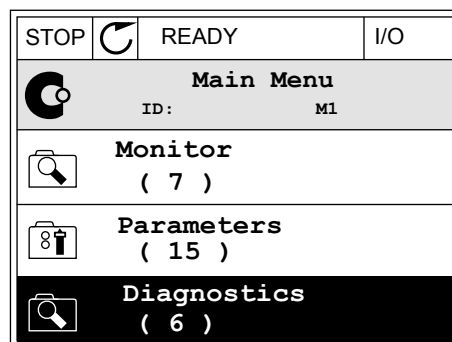 STOP READY I/O
Main Menu
ID: M1
Monitor
( 7 )
Parameters
( 15 )
Diagnostics
( 6 )